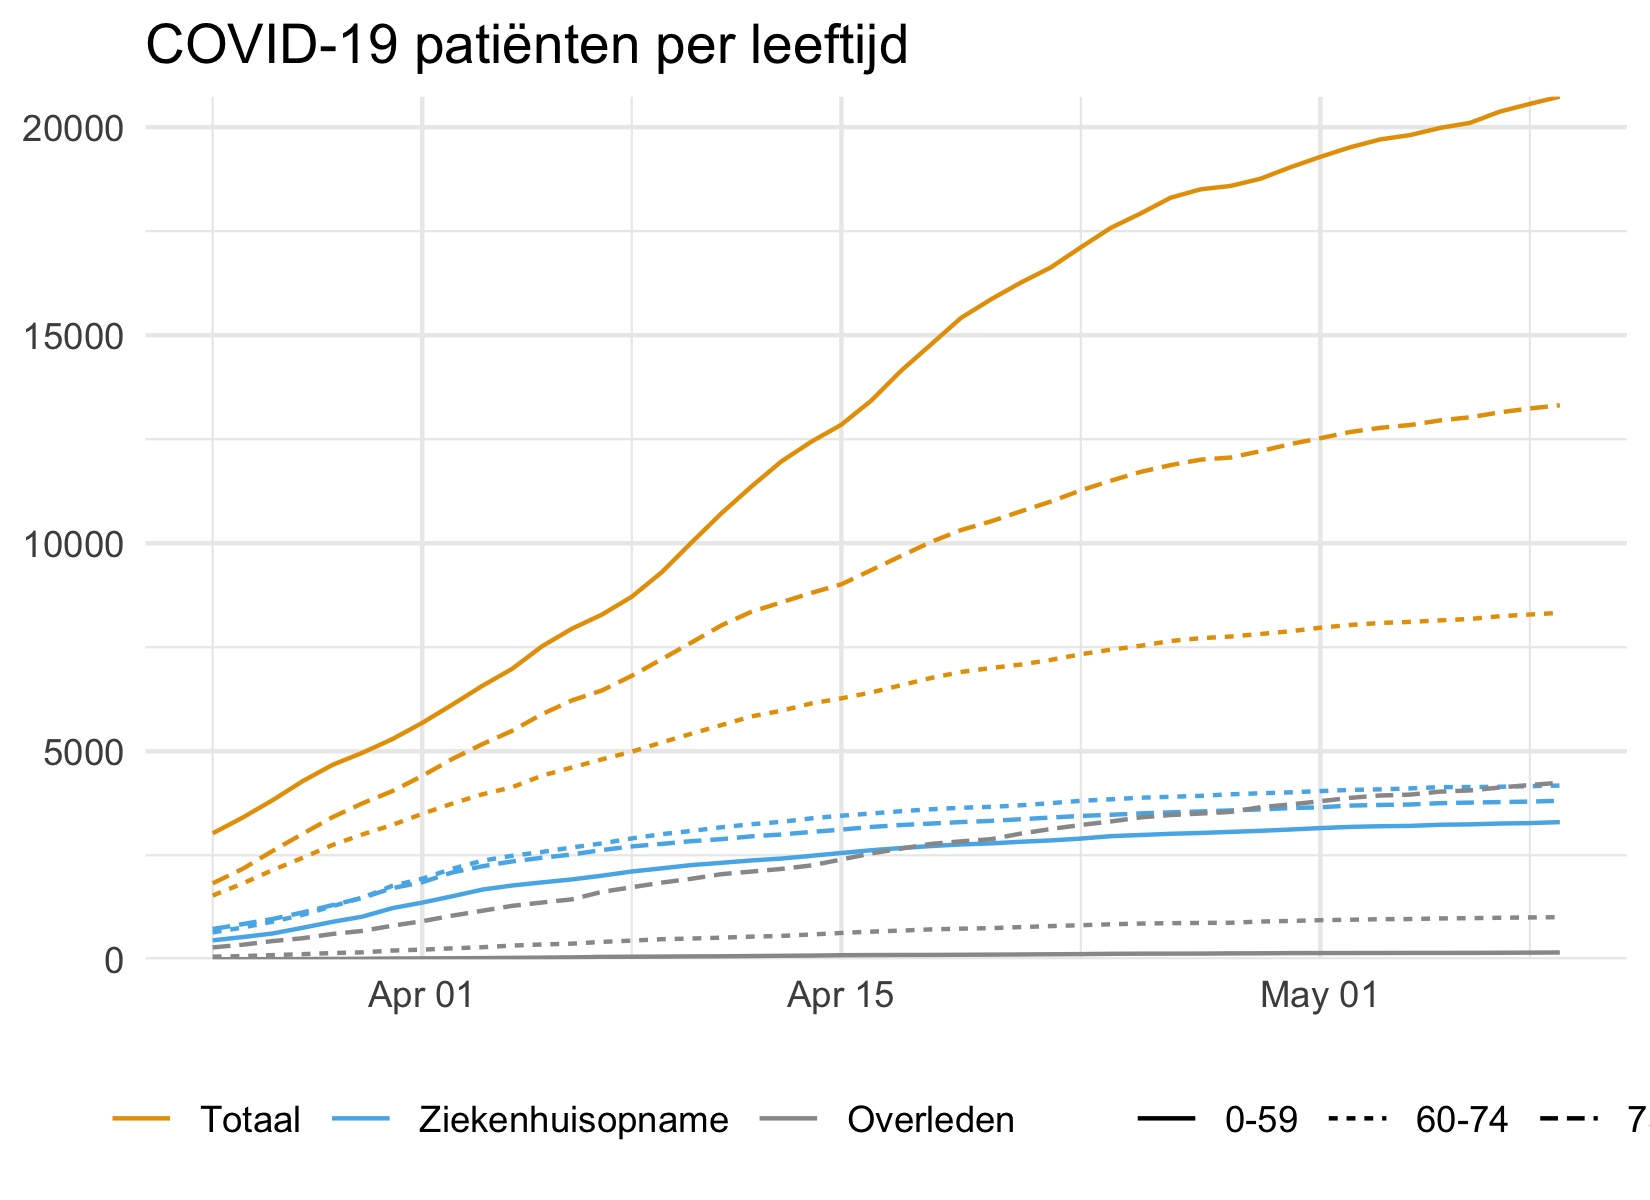 COVID-19 patiënten per leeftijd
20000
15000
10000
5000
0
Apr 01 Apr 15 May 01
Totaal Ziekenhuisopname Overleden 0-59 60-74